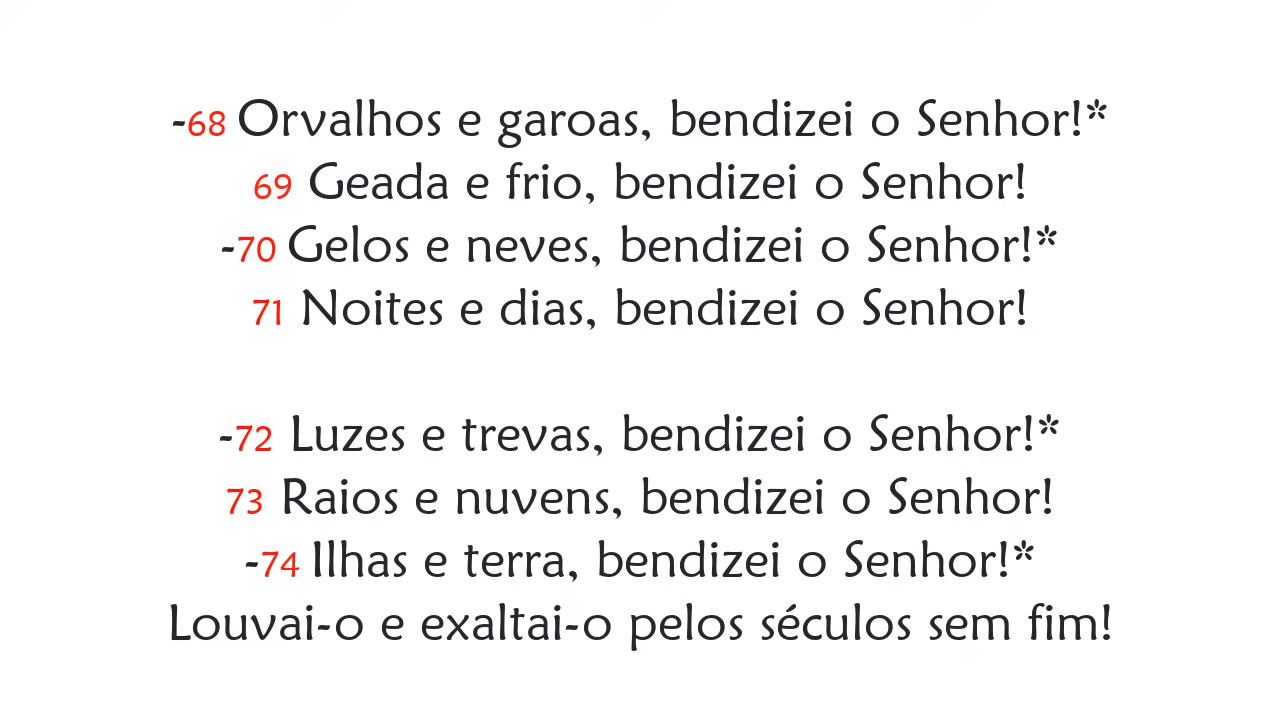 -68 Orvalhos e garoas, bendizei o Senhor!*
69 Geada e frio, bendizei o Senhor!
-70 Gelos e neves, bendizei o Senhor!*
71 Noites e dias, bendizei o Senhor!
-72 Luzes e trevas, bendizei o Senhor!*
73 Raios e nuvens, bendizei o Senhor!
-74 Ilhas e terra, bendizei o Senhor!*
Louvai-o e exaltai-o pelos séculos sem fim!